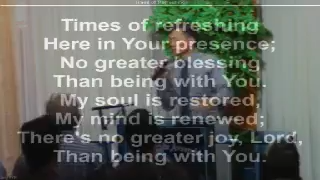 Times of refreshing
Here in Your presence;
No greater blessing
Than being with You.
My soul is restored,
My mind is renewed;
There's no greater joy, Lord,
Than being with You.